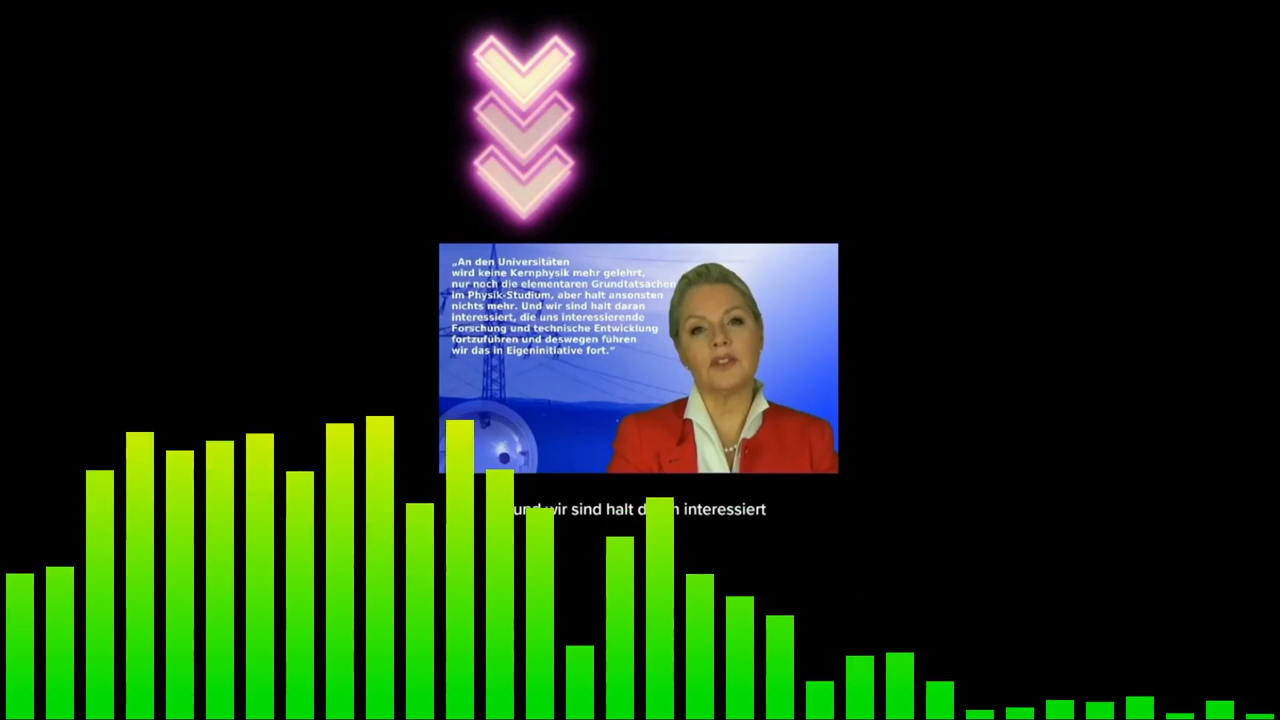 „An den Universitäten
wird keine Kernphysik mehr gelehrt,
nur noch die elementaren Grundtatsachen
im Physik-Studium, aber halt ansonsten
nichts mehr. Und wir sind halt daran
interessiert, die uns interessierende
Forschung und technische Entwicklung
fortzuführen und deswegen führen
wir das in Eigeninitiative fort.“
und wir sind halt daran interessiert